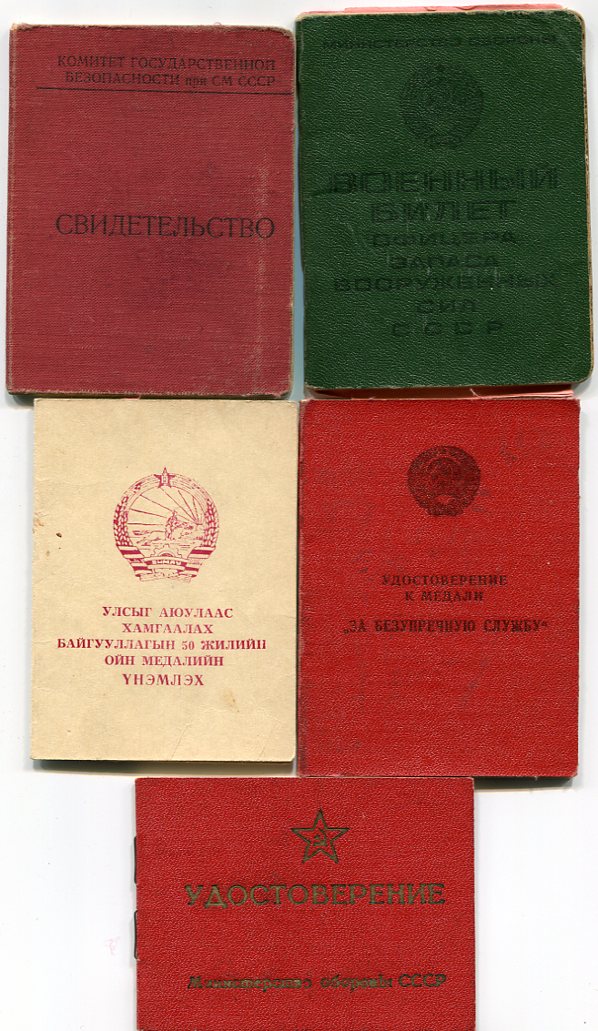 КОМИТЕТ ГОСУДАРСТВЕННОЙ
БЕЗОПАСНОСТИ при СМ СССР
СВИДЕТЕЛЬСТВО
МИНИСТЕРСТВО ОБОРОНЫ
ВОЕННЫЙ
БИЛЕТ
ОФИЦЕРА
ЗАПАСА
ВООРУЖЕННЫХ
СИЛ
СССР
БНМАУ
УЛСЫГ АЮУЛААС
ХАМГААЛАХ
БАЙГУУЛЛАГЫН 50 ЖИЛИЙН
ОЙН МЕДАЛИЙН
ҮНЭМЛЭХ
УДОСТОВЕРЕНИЕ
К МЕДАЛИ
„ЗА БЕЗУПРЕЧНУЮ СЛУЖБУ“
УДОСТОВЕРЕНИЕ
Министерство обороны СССР